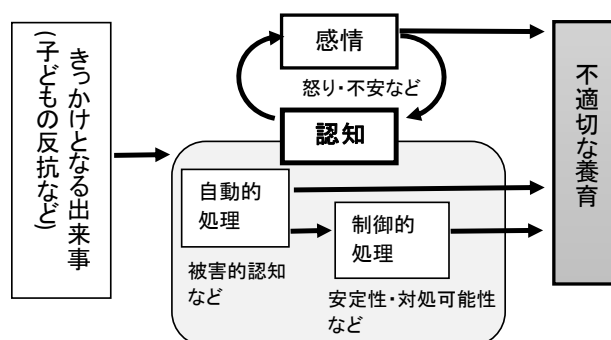 きっかけとなる出来事
(子どもの反抗など)
感情
怒り・不安など
認知
自動的
処理
被害的認知
など
制御的
処理
安定性・対処可能性
など
不適切な養育